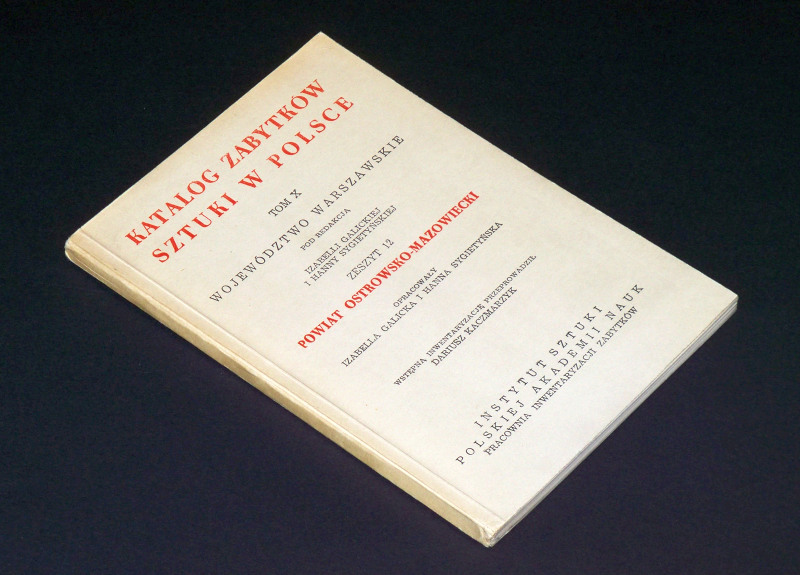 KATALOG ZABYTKÓW
SZTUKI W POLSCE
TOM X
WOJEWÓDZTWO WARSZAWSKIE
POD REDAKCJĄ
IZABELLI GALICKIEJ
I HANNY SYGIETYŃSKIEJ
ZESZYT 12
POWIAT OSTROWSKO-MAZOWIECKI
OPRACOWAŁY
IZABELLA GALICKA I HANNA SYGIETYŃSKA
WSTĘPNĄ INWENTARYZACJĘ PRZEPROWADZIŁ
DARIUSZ KACZMARZYK
INSTYTUT SZTUKI
POLSKIEJ AKADEMII NAUK
PRACOWNIA INWENTARYZACJI ZABYTKÓW